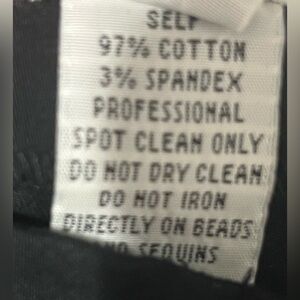 SELF
97% COTTON
3% SPANDEX
PROFESSIONAL
SPOT CLEAN ONLY
DO NOT DRY CLEAN
DO NOT IRON
DIRECTLY ON BEADS
SEQUINS